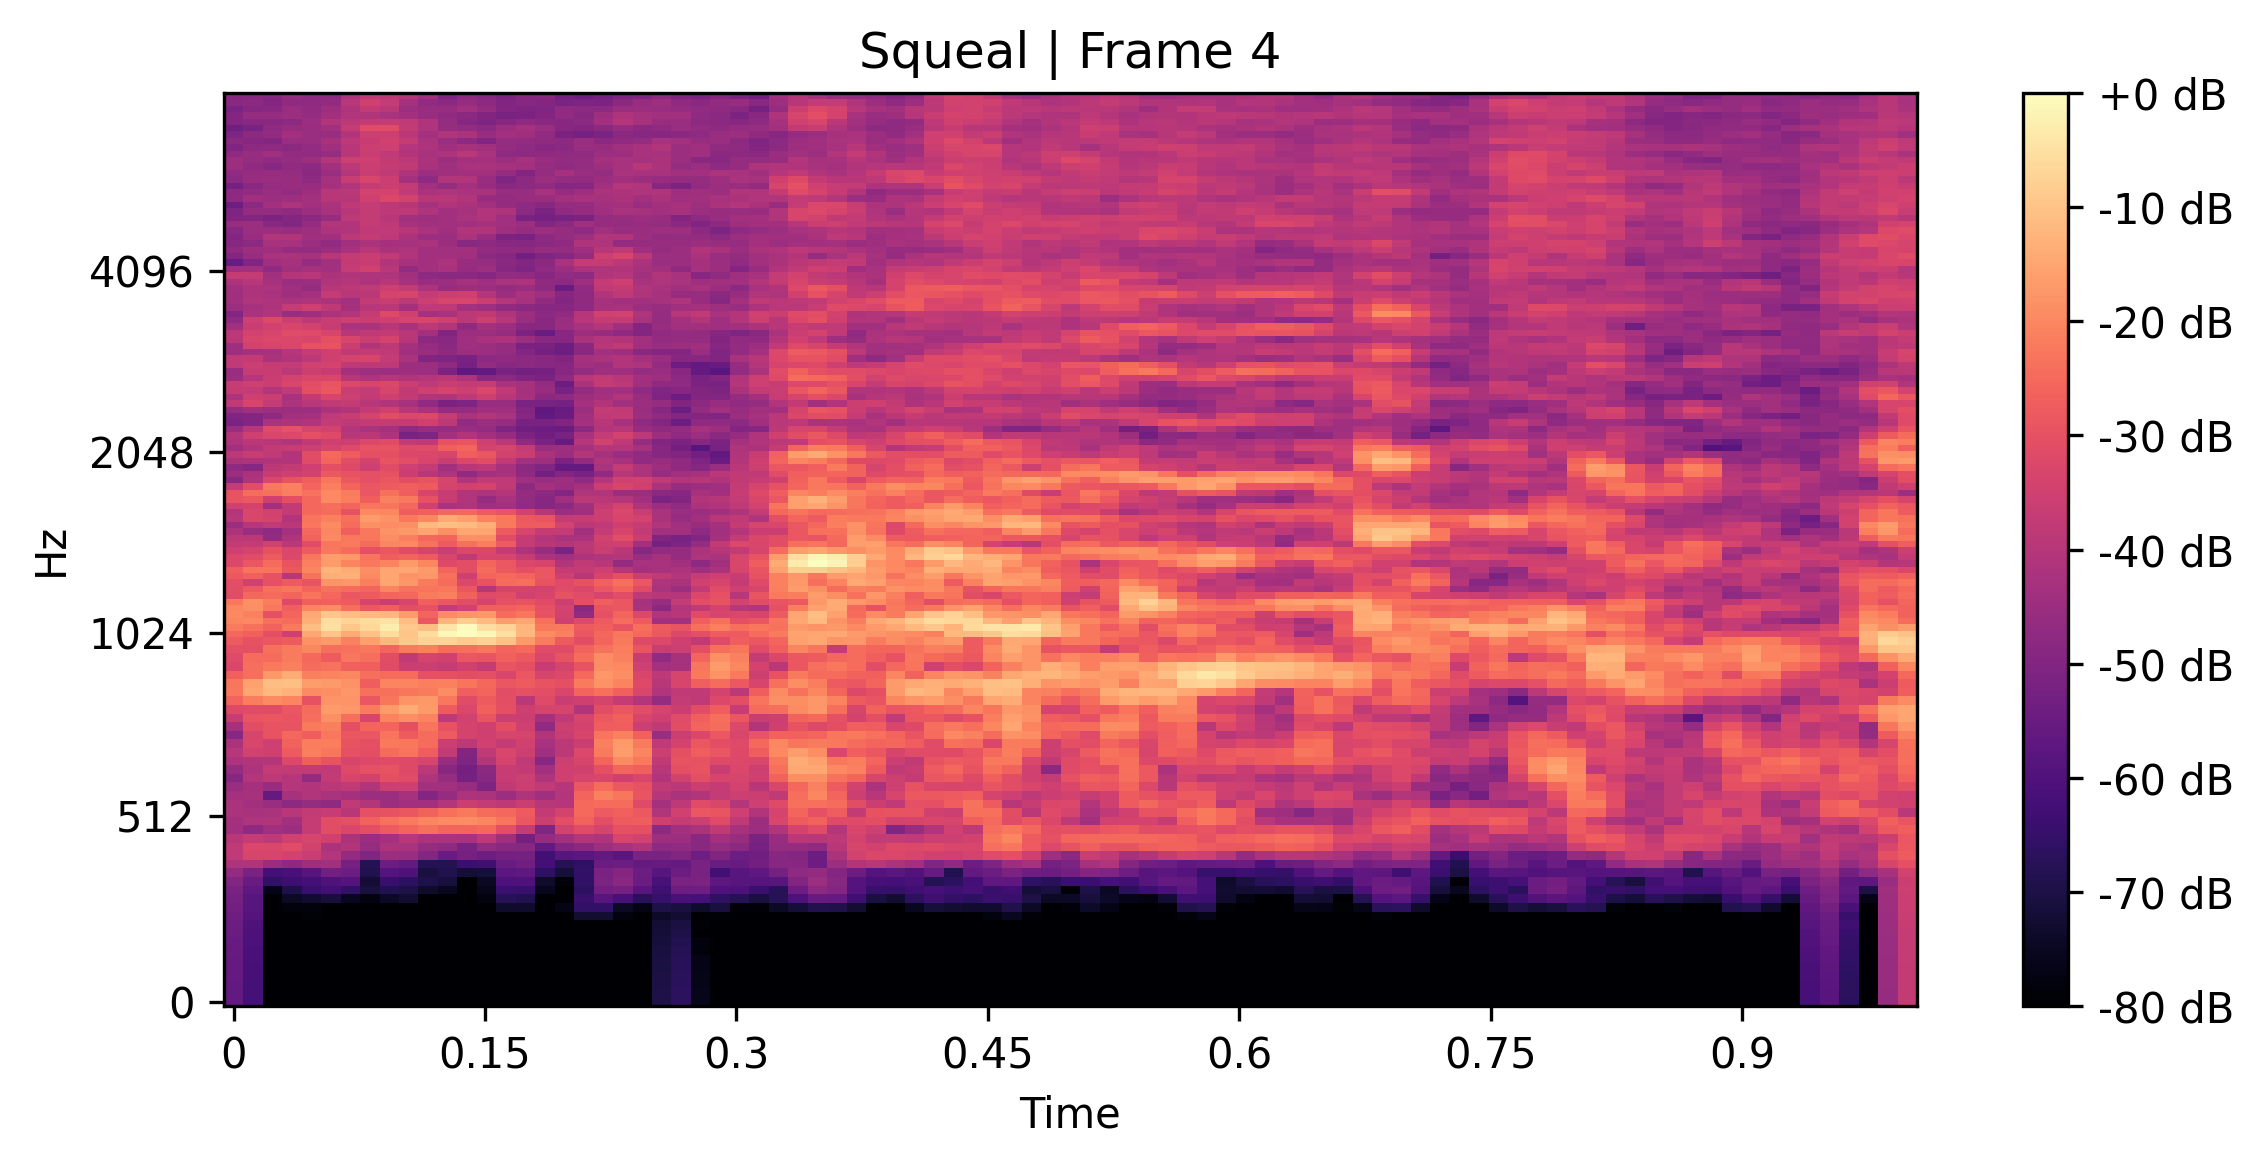 Squeal | Frame 4
+0 dB
-10 dB
-20 dB
-30 dB
-40 dB
-50 dB
-60 dB
-70 dB
-80 dB
Hz
4096
2048
1024
512
0
0 0.15 0.3 0.45 0.6 0.75 0.9
Time